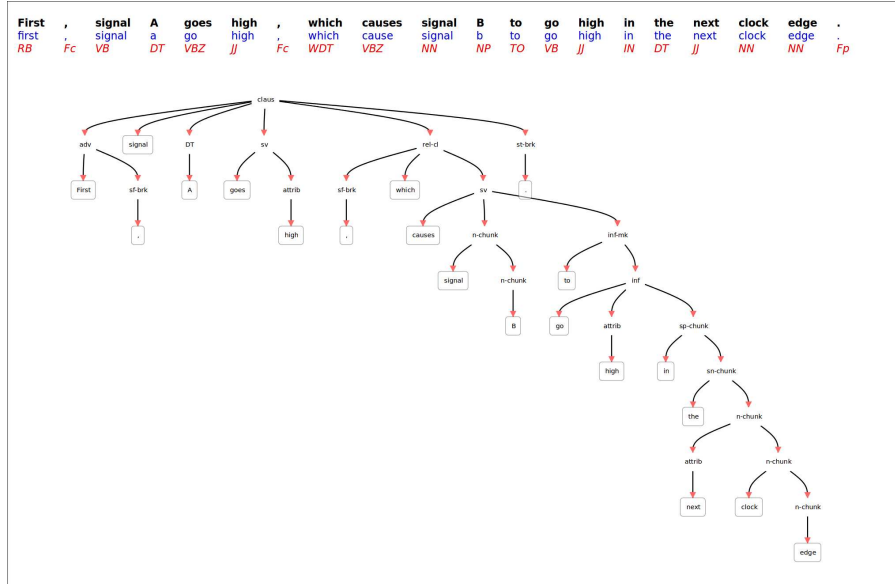 First , signal A goes high , which causes signal B to go high in the next clock edge .
first , signal a go high , which cause signal b to go high in the next clock edge .
RB Fc VB DT VBZ JJ Fc WDT VBZ NN NP TO VB JJ IN DT JJ NN NN Fp
claus
adv signal DT sv rel-cl st-brk
First sf-brk A goes attrib sf-brk which sv .
, high , causes n-chunk inf-mk
signal n-chunk to inf
B go attrib sp-chunk
high in sn-chunk
the n-chunk
attrib n-chunk
next clock n-chunk
edge